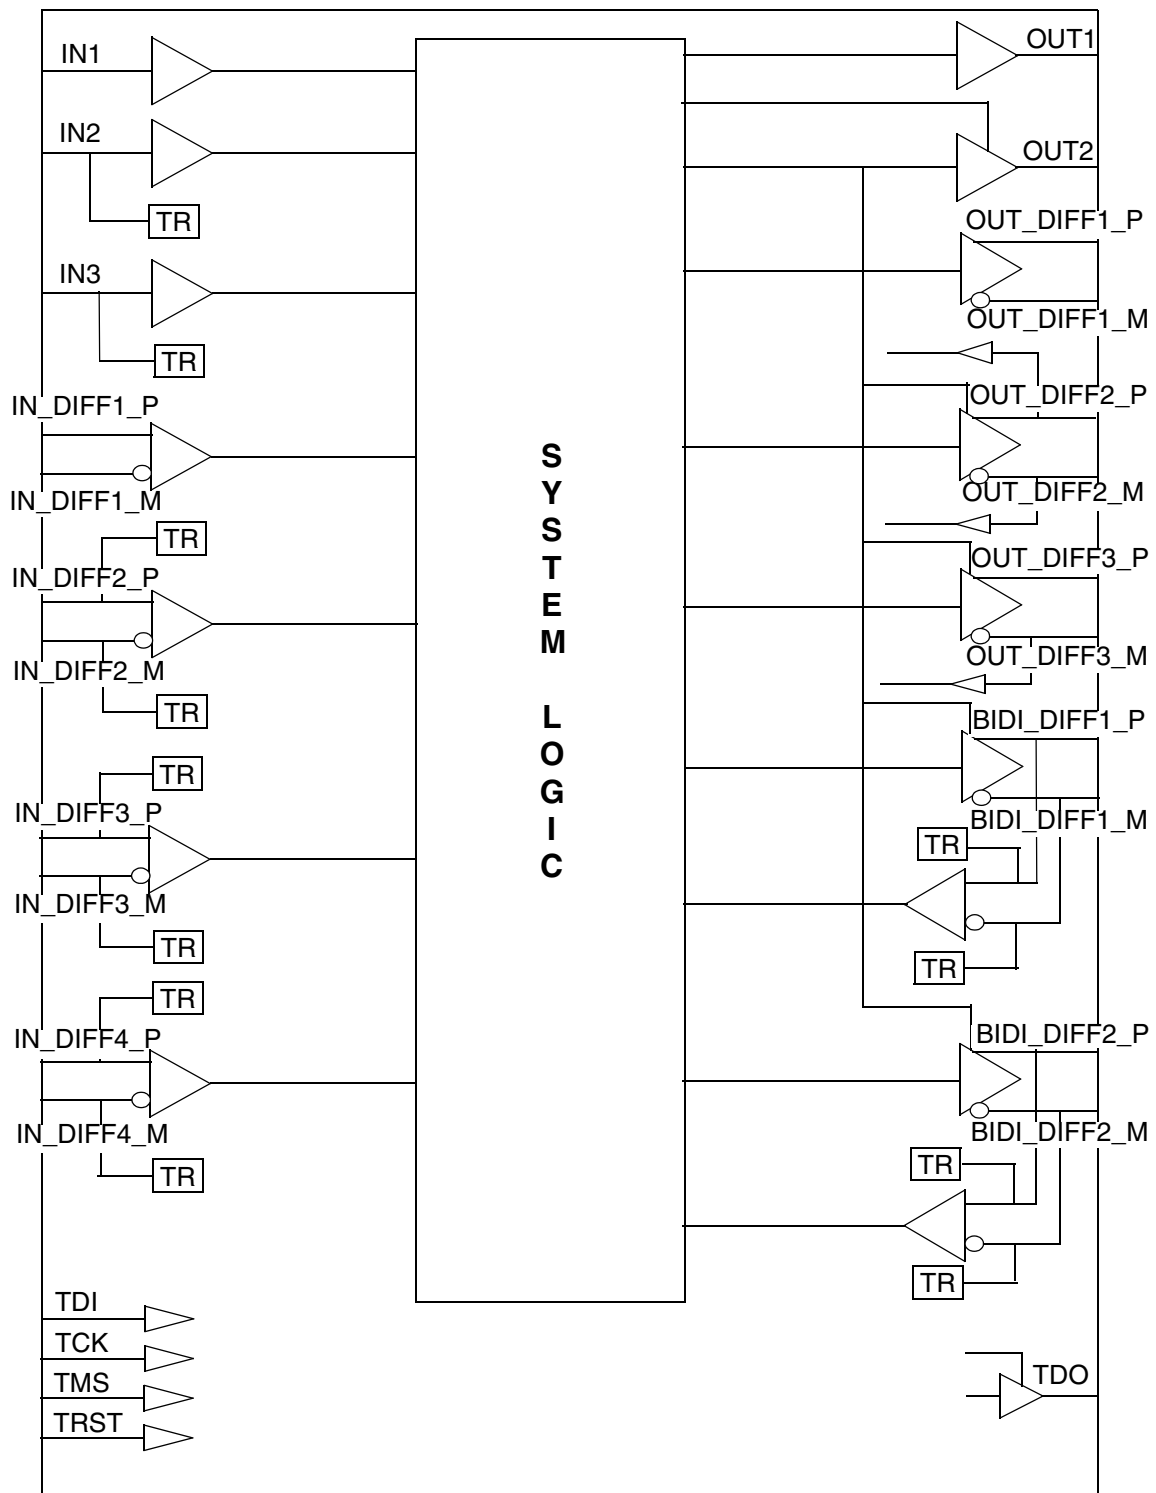 IN1
IN2
TR
IN3
TR
IN_DIFF1_P
IN_DIFF1_M
TR
IN_DIFF2_P
IN_DIFF2_M
TR
TR
IN_DIFF3_P
IN_DIFF3_M
TR
TR
IN_DIFF4_P
IN_DIFF4_M
TR
TDI
TCK
TMS
TRST
SYSTEM LOGIC
OUT1
OUT2
OUT_DIFF1_P
OUT_DIFF1_M
OUT_DIFF2_P
OUT_DIFF2_M
OUT_DIFF3_P
OUT_DIFF3_M
BIDI_DIFF1_P
BIDI_DIFF1_M
TR
TR
BIDI_DIFF2_P
BIDI_DIFF2_M
TR
TR
TDO